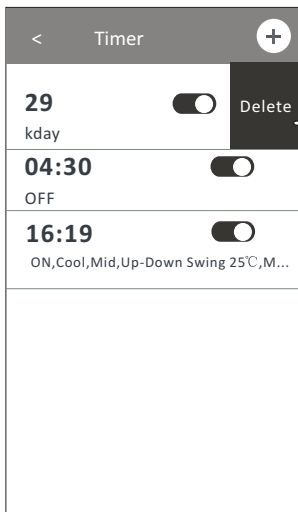 < Timer +
29 Delete
kday
04:30
OFF
16:19
ON,Cool,Mid,Up-Down Swing 25℃,M...